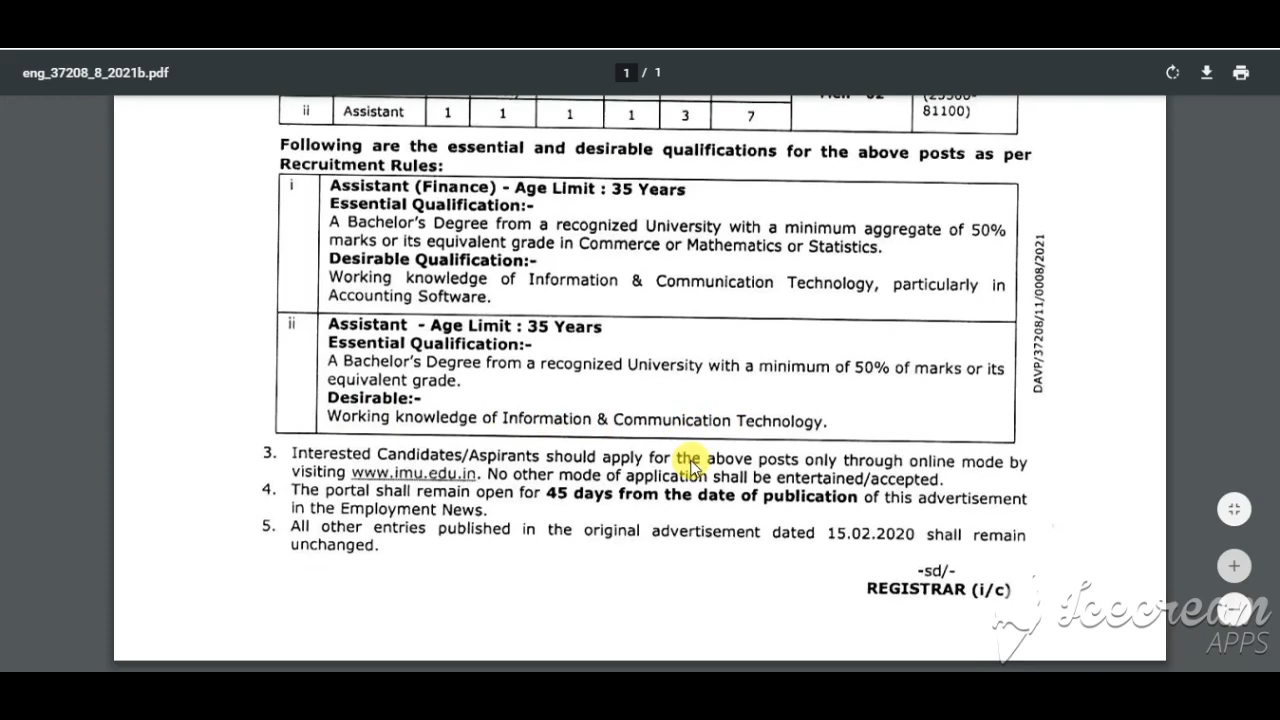 eng_37208_8_2021b.pdf
1 / 1
81100)
ii Assistant 1 1 1 1 3 7
Following are the essential and desirable qualifications for the above posts as per
Recruitment Rules:
i Assistant (Finance) - Age Limit : 35 Years
Essential Qualification:-
A Bachelor's Degree from a recognized University with a minimum aggregate of 50%
marks or its equivalent grade in Commerce or Mathematics or Statistics.
Desirable Qualification:-
Working knowledge of Information & Communication Technology, particularly in
Accounting Software.
ii Assistant - Age Limit : 35 Years
Essential Qualification:-
A Bachelor's Degree from a recognized University with a minimum of 50% of marks or its
equivalent grade.
Desirable:-
Working knowledge of Information & Communication Technology.
DAVP/37208/11/0008/2021
3. Interested Candidates/Aspirants should apply for the above posts only through online mode by
visiting www.imu.edu.in. No other mode of application shall be entertained/accepted.
4. The portal shall remain open for 45 days from the date of publication of this advertisement
in the Employment News.
5. All other entries published in the original advertisement dated 15.02.2020 shall remain
unchanged.
-sd/-
REGISTRAR (i/c)
Icecream
APPS